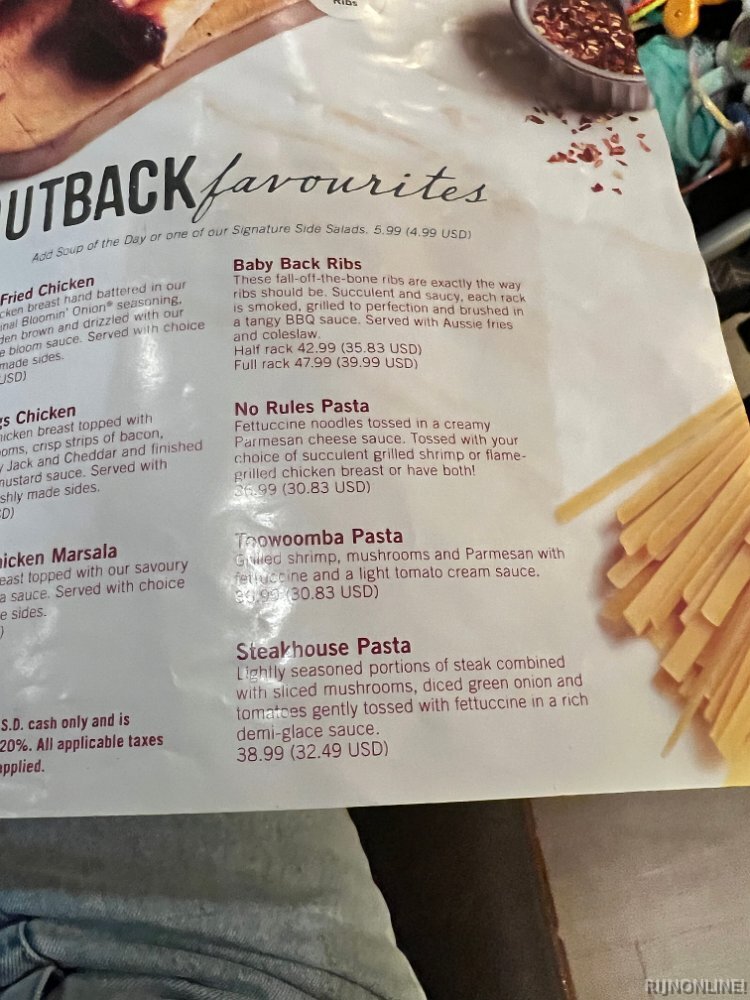 RIBS
OUTBACK favourites
Add Soup of the Day or one of our Signature Side Salads. 5.99 (4.99 USD)
Fried Chicken
cken breast hand battered in our
inal Bloomin' Onion® seasoning,
den brown and drizzled with our
e bloom sauce. Served with choice
made sides.
USD)
gs Chicken
icken breast topped with
oms, crisp strips of bacon,
y Jack and Cheddar and finished
mustard sauce. Served with
shly made sides.
D)
hicken Marsala
east topped with our savoury
a sauce. Served with choice
e sides.
)
S.D. cash only and is
20%. All applicable taxes
applied.
Baby Back Ribs
These fall-off-the-bone ribs are exactly the way
ribs should be. Succulent and saucy, each rack
is smoked, grilled to perfection and brushed in
a tangy BBQ sauce. Served with Aussie fries
and coleslaw.
Half rack 42.99 (35.83 USD)
Full rack 47.99 (39.99 USD)
No Rules Pasta
Fettuccine noodles tossed in a creamy
Parmesan cheese sauce. Tossed with your
choice of succulent grilled shrimp or flame-
grilled chicken breast or have both!
36.99 (30.83 USD)
Toowoomba Pasta
Grilled shrimp, mushrooms and Parmesan with
fettuccine and a light tomato cream sauce.
36.99 (30.83 USD)
Steakhouse Pasta
Lightly seasoned portions of steak combined
with sliced mushrooms, diced green onion and
tomatoes gently tossed with fettuccine in a rich
demi-glace sauce.
38.99 (32.49 USD)
RIJNONLINE!